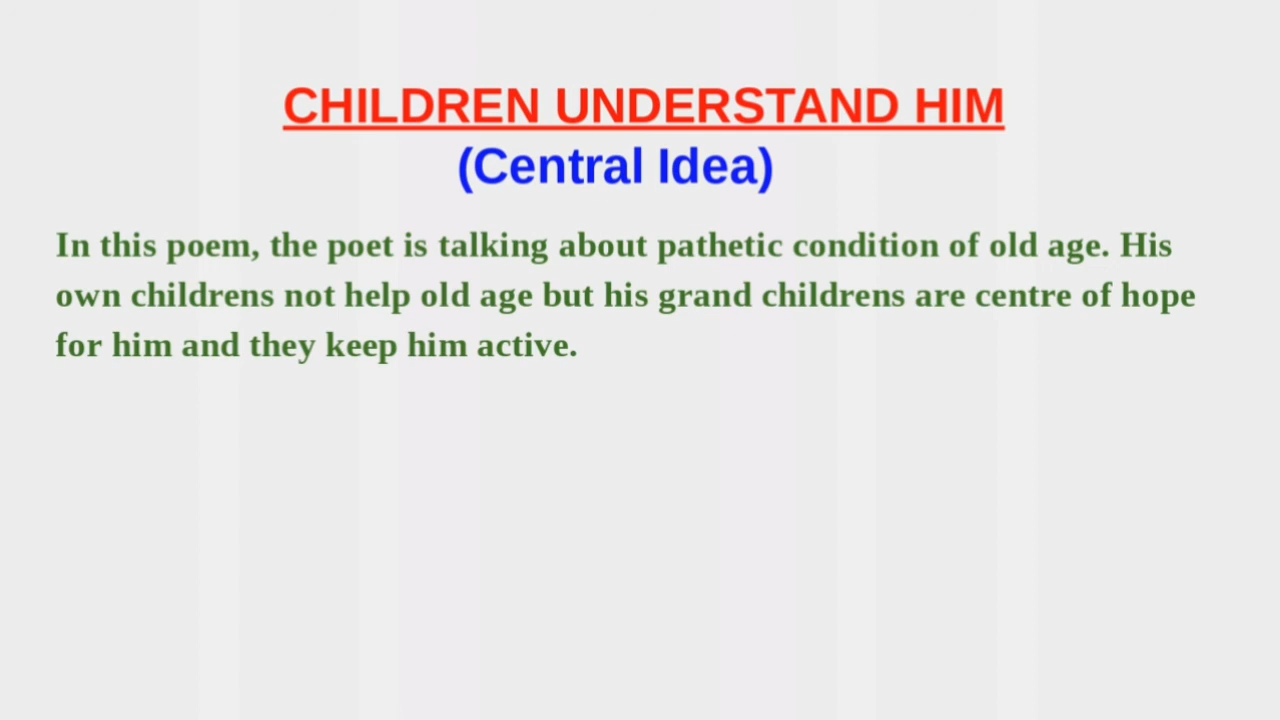 CHILDREN UNDERSTAND HIM
(Central Idea)
In this poem, the poet is talking about pathetic condition of old age. His
own childrens not help old age but his grand childrens are centre of hope
for him and they keep him active.